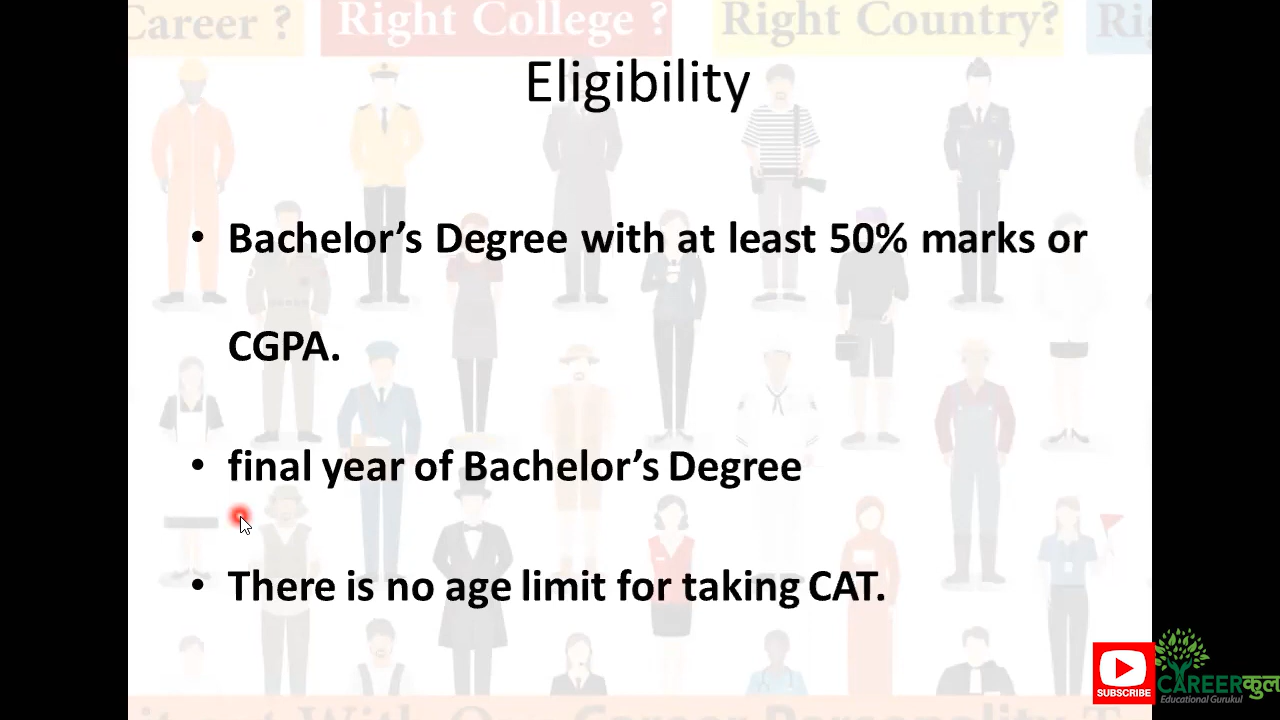 Career ?
Right College ?
Right Country?
Eligibility
• Bachelor's Degree with at least 50% marks or
CGPA.
• final year of Bachelor's Degree
• There is no age limit for taking CAT.
SUBSCRIBE
CAREERकुल
Educational Gurukul